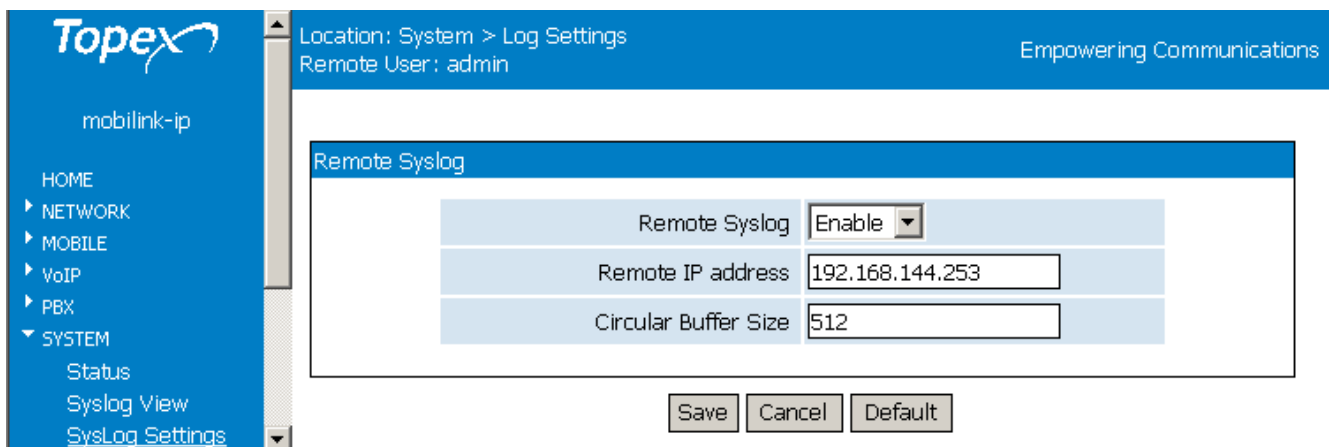 Topex
mobilink-ip
HOME
NETWORK
MOBILE
VoIP
PBX
SYSTEM
Status
Syslog View
SysLog Settings
Location: System > Log Settings
Remote User: admin
Empowering Communications
Remote Syslog
Remote Syslog Enable
Remote IP address 192.168.144.253
Circular Buffer Size 512
Save Cancel Default